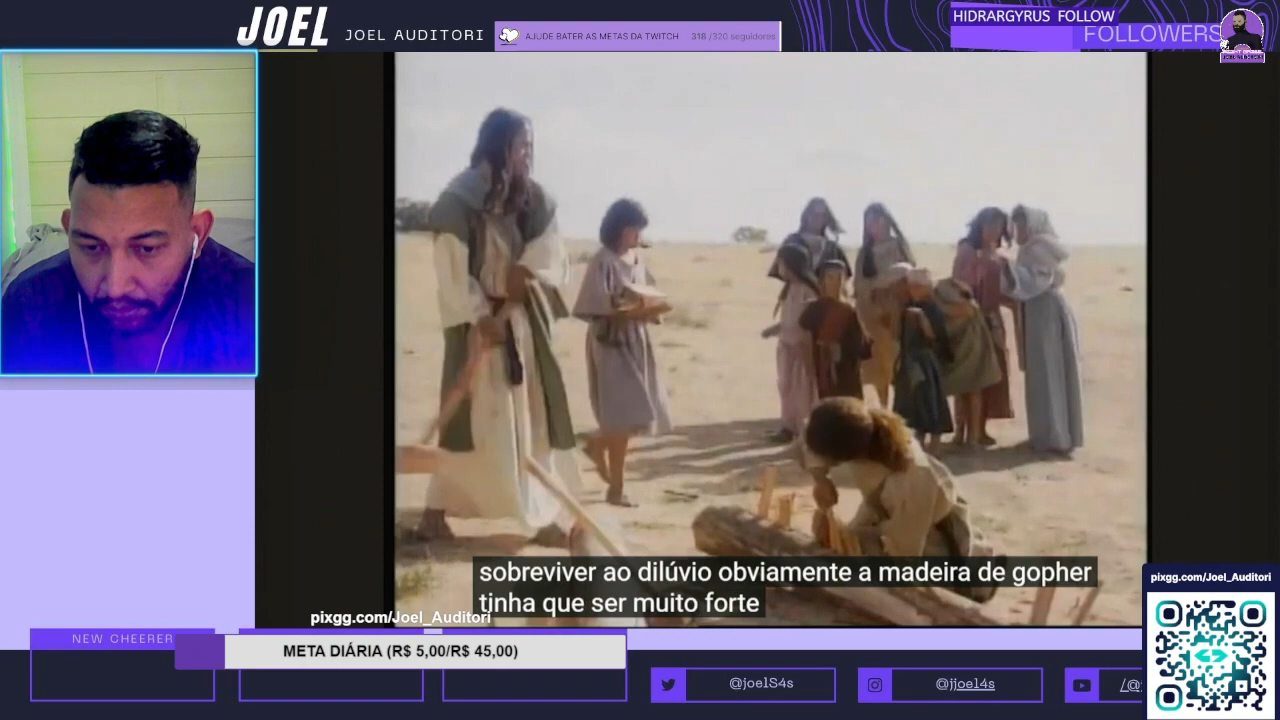 JOEL
JOEL AUDITORI
AJUDE BATER AS METAS DA TWITCH 318 /320 seguidores
HIDRARGYRUS FOLLOW
FOLLOWERS
sobreviver ao dilúvio obviamente a madeira de gopher
tinha que ser muito forte
pixgg.com/Joel_Auditori
pixgg.com/Joel_Auditori
NEW CHEERER
META DIÁRIA (R$ 5,00/R$ 45,00)
@joelS4s
@jjoel4s
/@